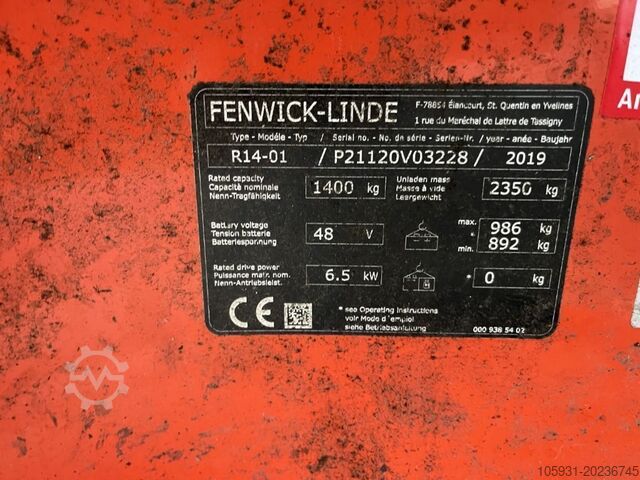 FENWICK-LINDE
F-78854 Élancourt, St. Quentin en Yvelines
1 rue du Maréchal de Lattre de Tassigny
Type - Modéle - Typ / Serial no. - No. de série - Serien-Nr. / year - année - Baujahr
R14-01 / P21120V03228 / 2019
Rated capacity
Capacité nominale
Nenn-Tragfähigkeit
1400 kg
Unladen mass
Masse à vide
Leergewicht
2350 kg
Battery voltage
Tension batterie
Batteriespannung
48 V
max. 986 kg
*
min. 892 kg
Rated drive power
Puissance motr. nom.
Nenn-Antriebsleist.
6.5 kW
* 0 kg
CE
* see Operating Instructions
voir Mode d'emploi
siehe Betriebsanleitung
000 938 54 02
An
105931-20236745